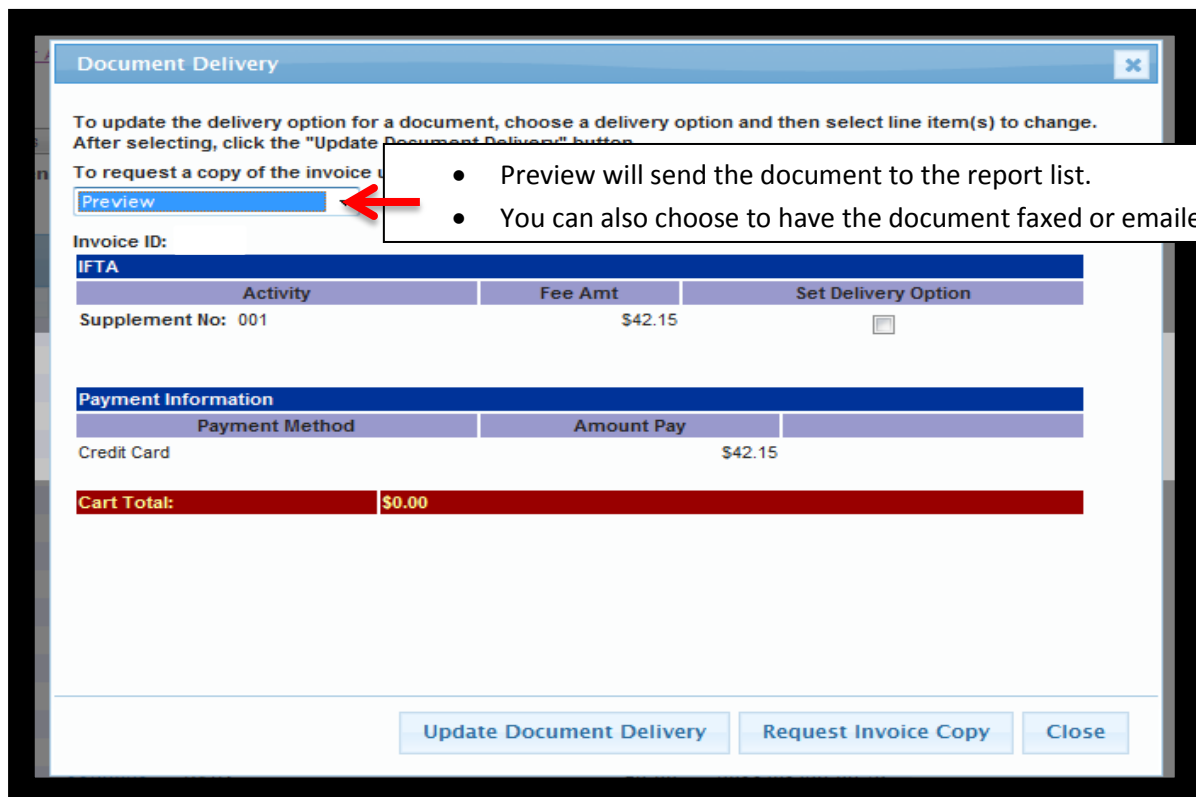 Document Delivery
To update the delivery option for a document, choose a delivery option and then select line item(s) to change.
After selecting, click the "Update Document Delivery" button
To request a copy of the invoice
Preview
• Preview will send the document to the report list.
• You can also choose to have the document faxed or emaile
Invoice ID:
IFTA
Activity Fee Amt Set Delivery Option
Supplement No: 001 $42.15
Payment Information
Payment Method Amount Pay
Credit Card $42.15
Cart Total: $0.00
Update Document Delivery Request Invoice Copy Close